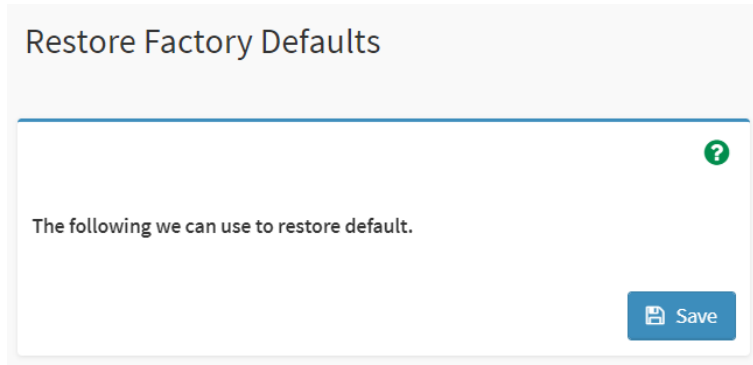 Restore Factory Defaults
?
The following we can use to restore default.
Save